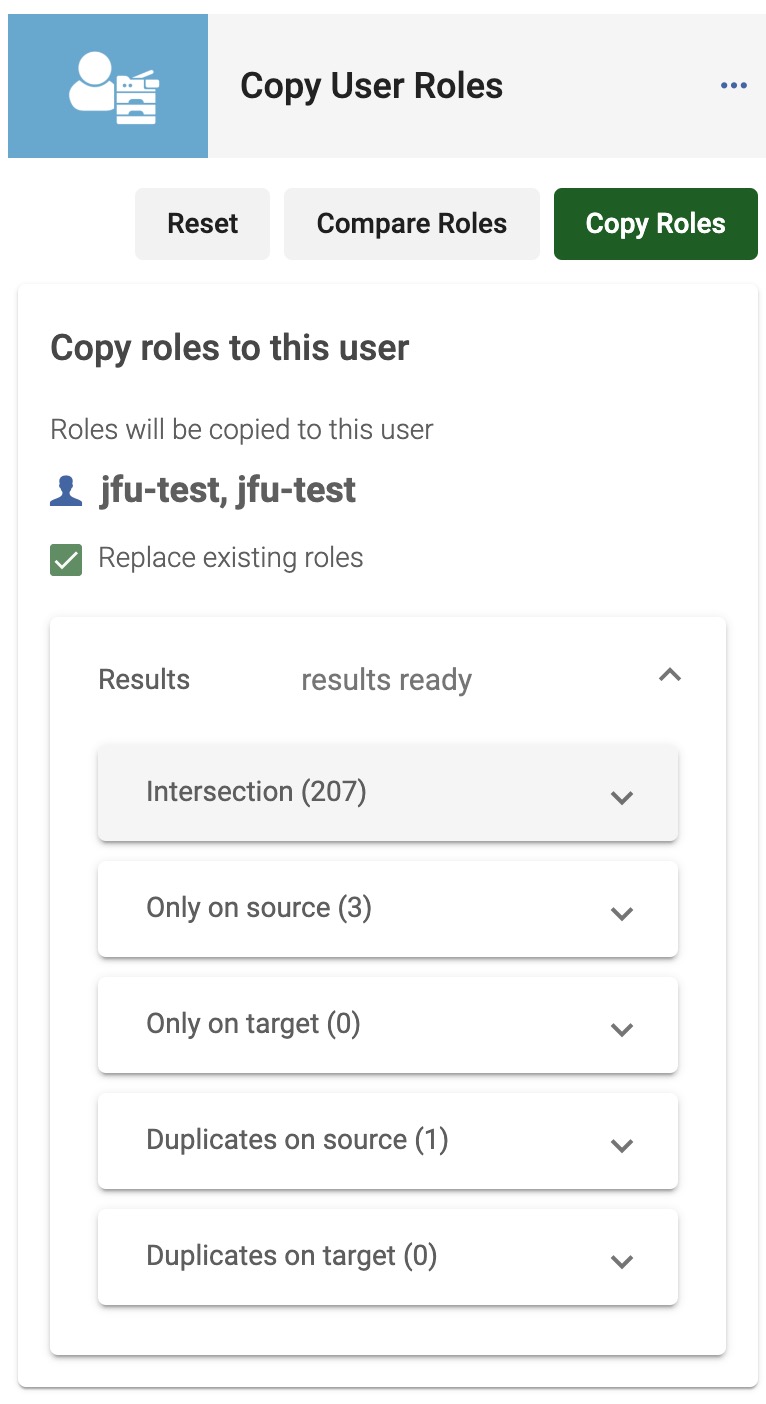 Copy User Roles
Reset Compare Roles Copy Roles
Copy roles to this user
Roles will be copied to this user
jfu-test, jfu-test
Replace existing roles
Results results ready
Intersection (207)
Only on source (3)
Only on target (0)
Duplicates on source (1)
Duplicates on target (0)